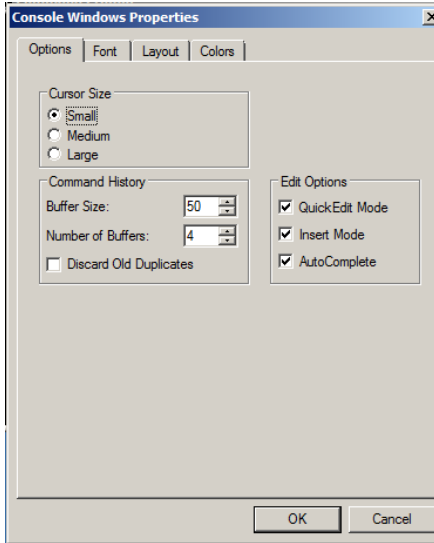 Console Windows Properties
Options Font Layout Colors
Cursor Size
Small
Medium
Large
Command History
Buffer Size: 50
Number of Buffers: 4
Discard Old Duplicates
Edit Options
QuickEdit Mode
Insert Mode
AutoComplete
OK Cancel